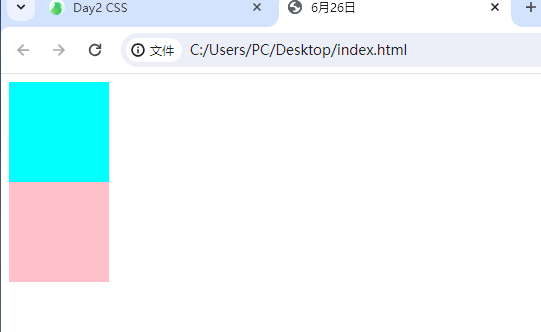 Day2 CSS
6月26日
文件
C:/Users/PC/Desktop/index.html